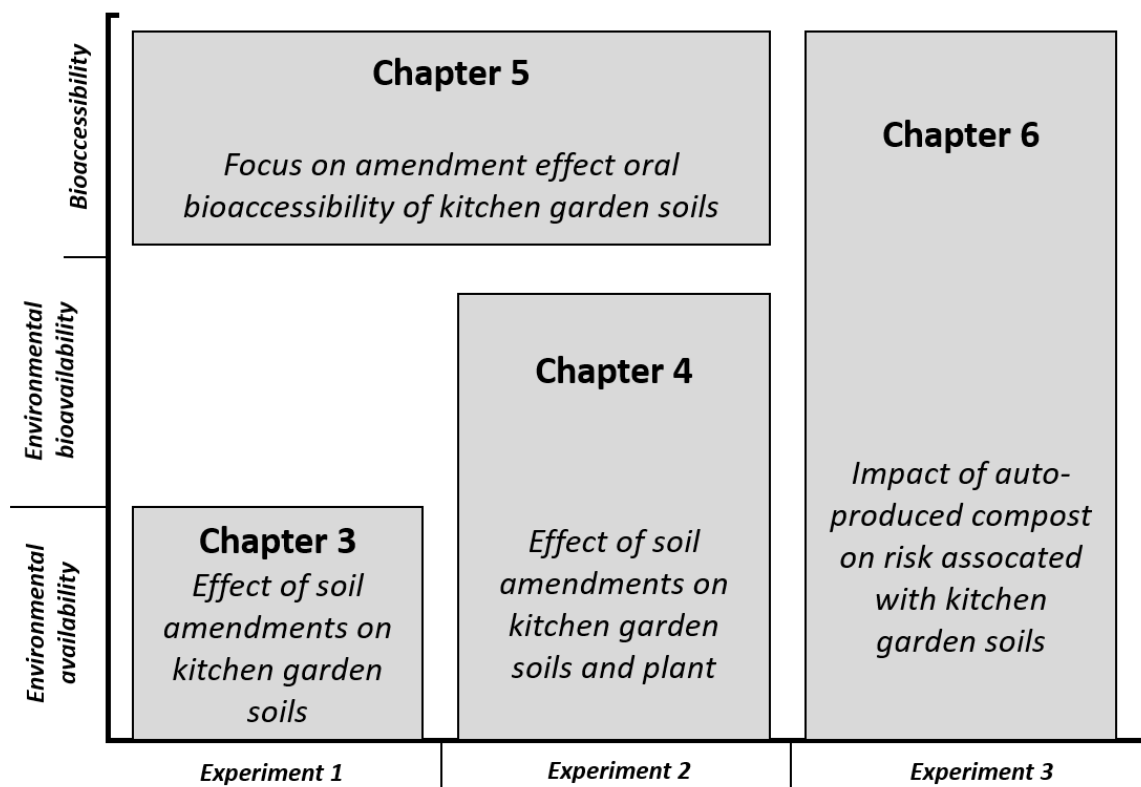 Bioaccessibility
Environmental
bioavailability
Environmental
availability
Chapter 5
Focus on amendment effect oral
bioaccessibility of kitchen garden soils
Chapter 6
Impact of auto-
produced compost
on risk assocated
with kitchen
garden soils
Chapter 4
Effect of soil
amendments on
kitchen garden
soils and plant
Chapter 3
Effect of soil
amendments on
kitchen garden
soils
Experiment 1
Experiment 2
Experiment 3